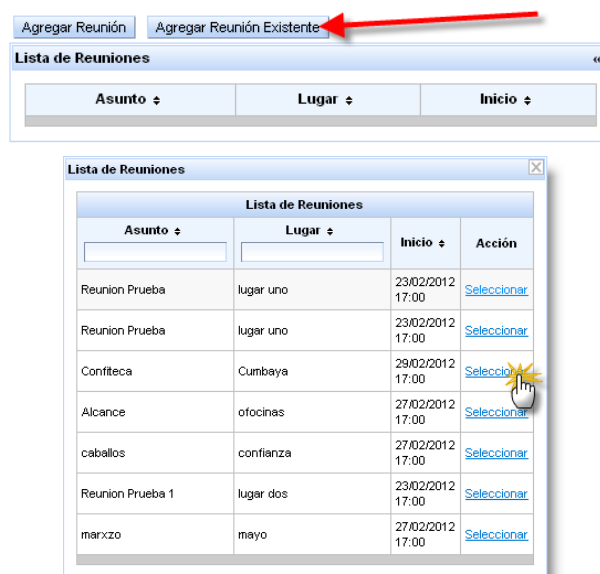 Agregar Reunión Agregar Reunión Existente
Lista de Reuniones «
Asunto Lugar Inicio
Lista de Reuniones
Lista de Reuniones
Asunto Lugar Inicio Acción
Reunion Prueba lugar uno 23/02/2012 17:00 Seleccionar
Reunion Prueba lugar uno 23/02/2012 17:00 Seleccionar
Confiteca Cumbaya 29/02/2012 17:00 Seleccionar
Alcance ofocinas 27/02/2012 17:00 Seleccionar
caballos confianza 27/02/2012 17:00 Seleccionar
Reunion Prueba 1 lugar dos 23/02/2012 17:00 Seleccionar
marxzo mayo 27/02/2012 17:00 Seleccionar